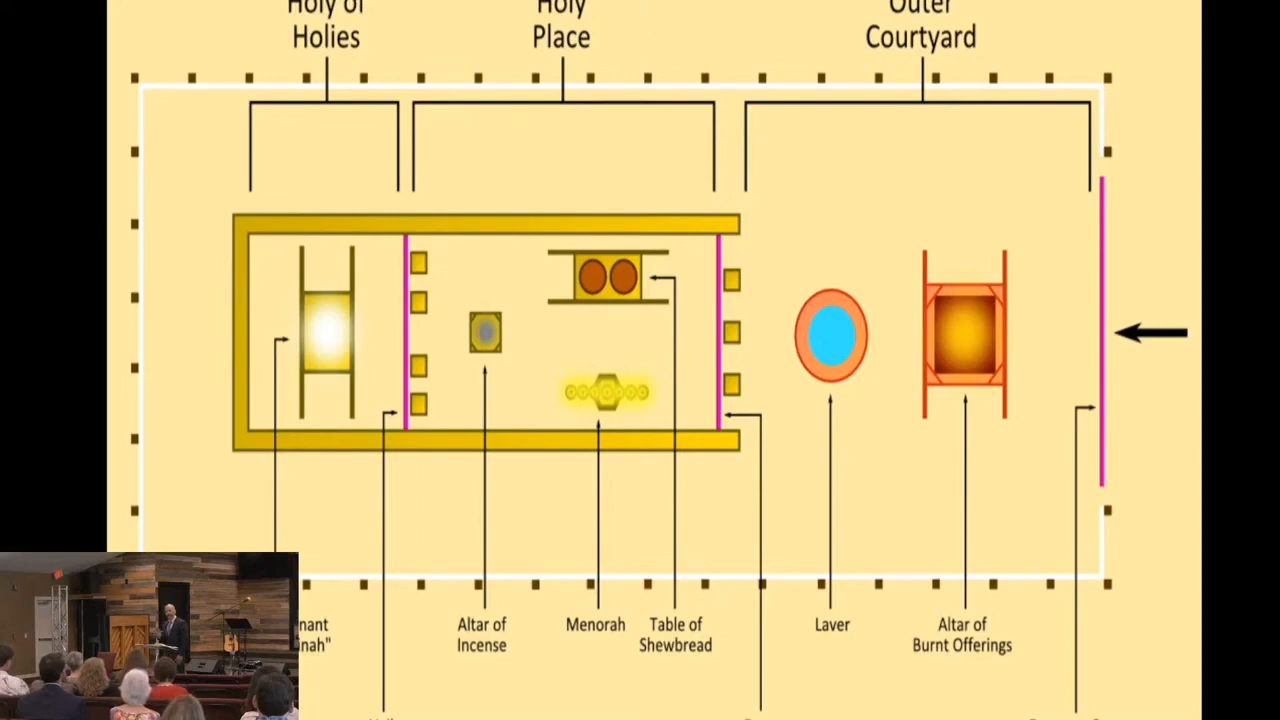 Holy of
Holies
Holy
Place
Outer
Courtyard
Altar of
Incense
Menorah
Table of
Shewbread
Laver
Altar of
Burnt Offerings